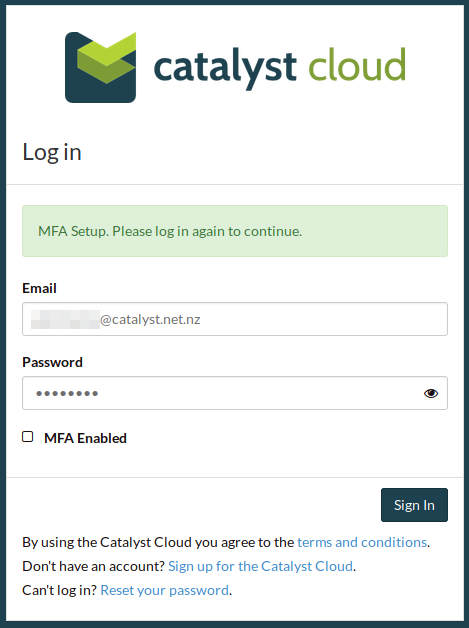 catalyst cloud
Log in
MFA Setup. Please log in again to continue.
Email
@catalyst.net.nz
Password
••••••••
MFA Enabled
Sign In
By using the Catalyst Cloud you agree to the terms and conditions.
Don't have an account? Sign up for the Catalyst Cloud.
Can't log in? Reset your password.